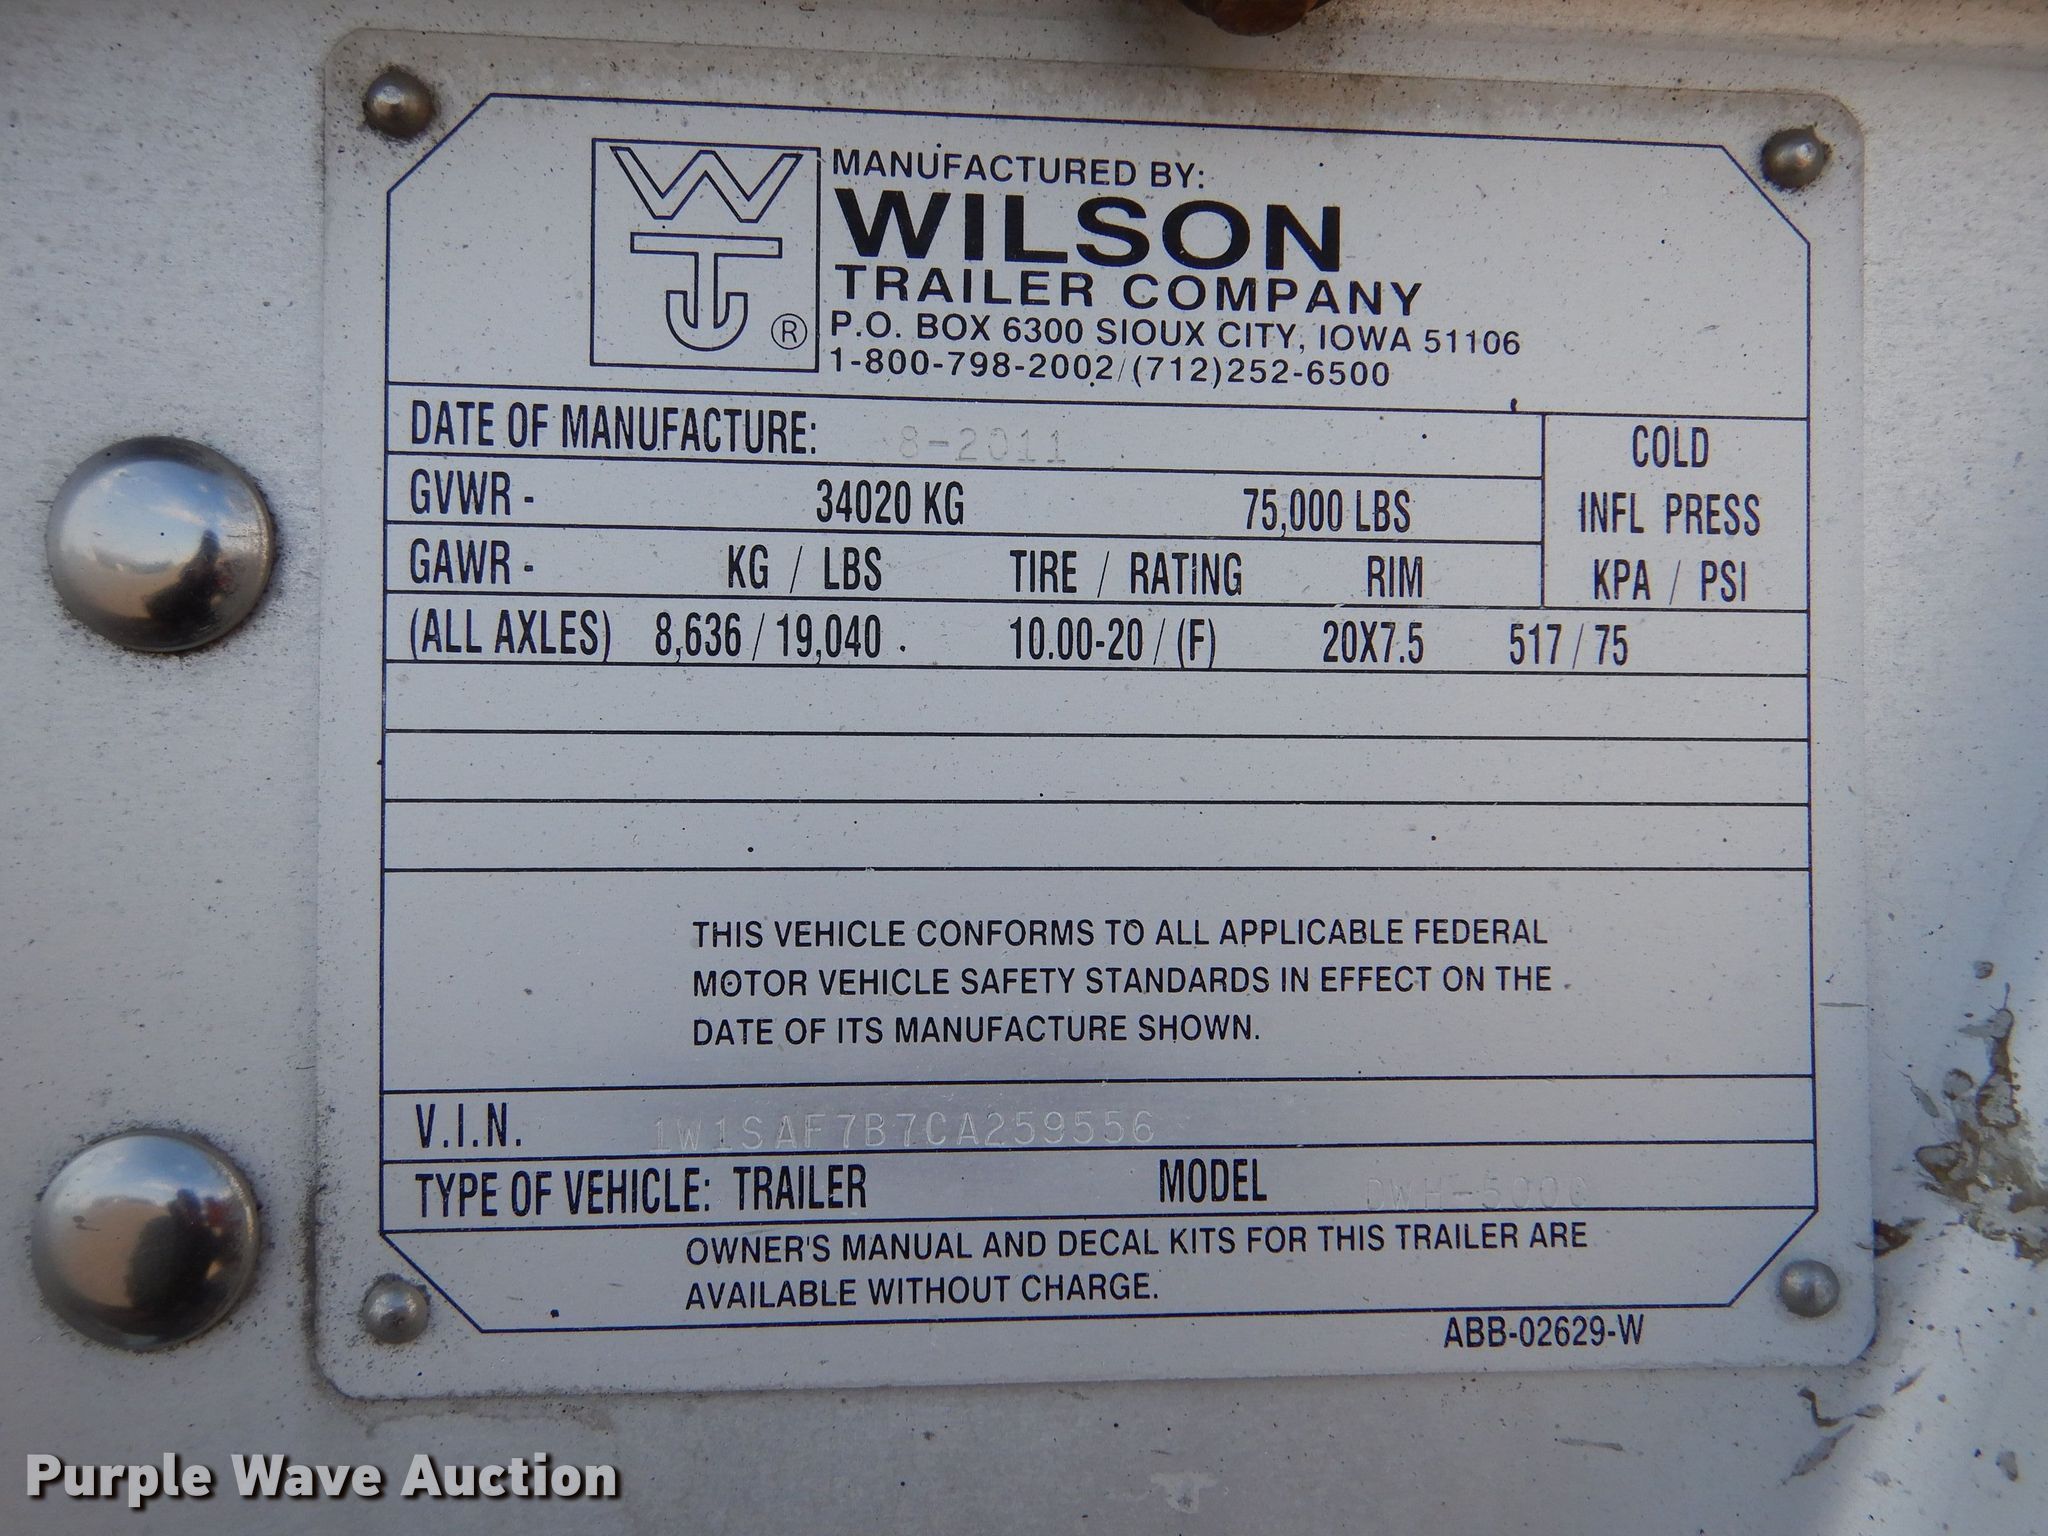 WTJ ®
MANUFACTURED BY:
WILSON
TRAILER COMPANY
P.O. BOX 6300 SIOUX CITY, IOWA 51106
1-800-798-2002/(712)252-6500
DATE OF MANUFACTURE: 8-2011
COLD
INFL PRESS
KPA / PSI
GVWR - 34020 KG 75,000 LBS
GAWR - KG / LBS TIRE / RATING RIM
(ALL AXLES) 8,636 / 19,040 10.00-20 / (F) 20X7.5 517 / 75
THIS VEHICLE CONFORMS TO ALL APPLICABLE FEDERAL
MOTOR VEHICLE SAFETY STANDARDS IN EFFECT ON THE
DATE OF ITS MANUFACTURE SHOWN.
V.I.N. 1W1SAF7B7CA259556
TYPE OF VEHICLE: TRAILER MODEL DWH-500C
OWNER'S MANUAL AND DECAL KITS FOR THIS TRAILER ARE
AVAILABLE WITHOUT CHARGE.
ABB-02629-W
Purple Wave Auction